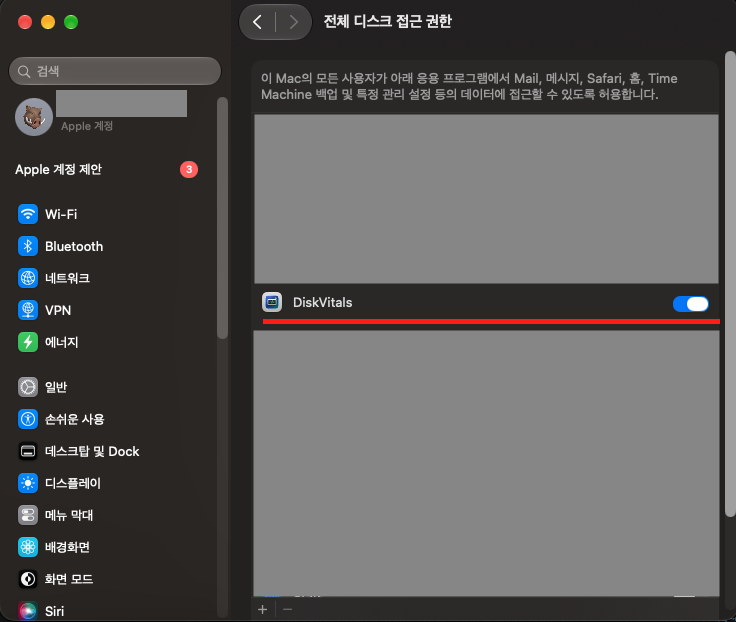 전체 디스크 접근 권한
검색
Apple 계정
Apple 계정 제안
3
Wi-Fi
Bluetooth
네트워크
VPN
에너지
일반
손쉬운 사용
데스크탑 및 Dock
디스플레이
메뉴 막대
배경화면
화면 모드
Siri
이 Mac의 모든 사용자가 아래 응용 프로그램에서 Mail, 메시지, Safari, 홈, Time
Machine 백업 및 특정 관리 설정 등의 데이터에 접근할 수 있도록 허용합니다.
DiskVitals